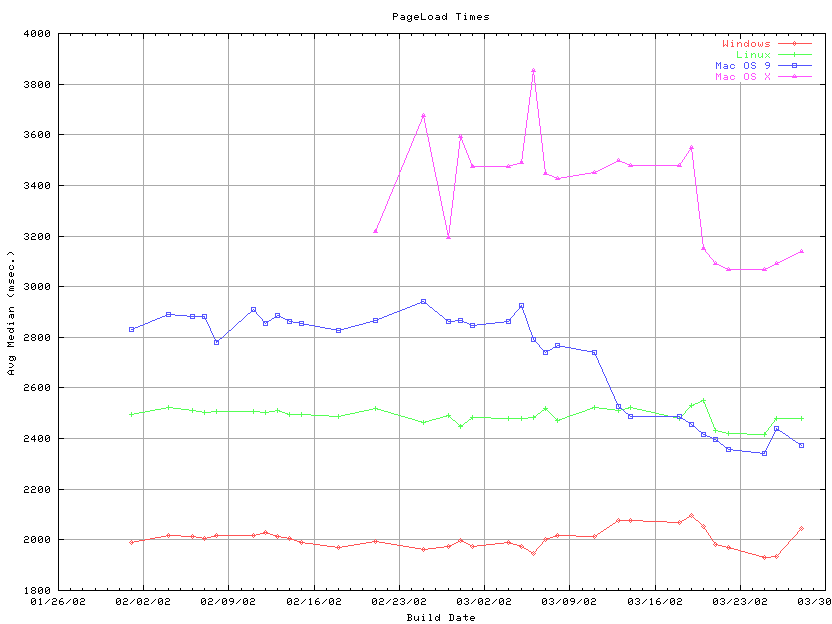 PageLoad Times
4000
3800
3600
3400
3200
3000
2800
2600
2400
2200
2000
1800
Avg Median (msec.)
Windows
Linux
Mac OS 9
Mac OS X
01/26/02 02/02/02 02/09/02 02/16/02 02/23/02 03/02/02 03/09/02 03/16/02 03/23/02 03/30
Build Date